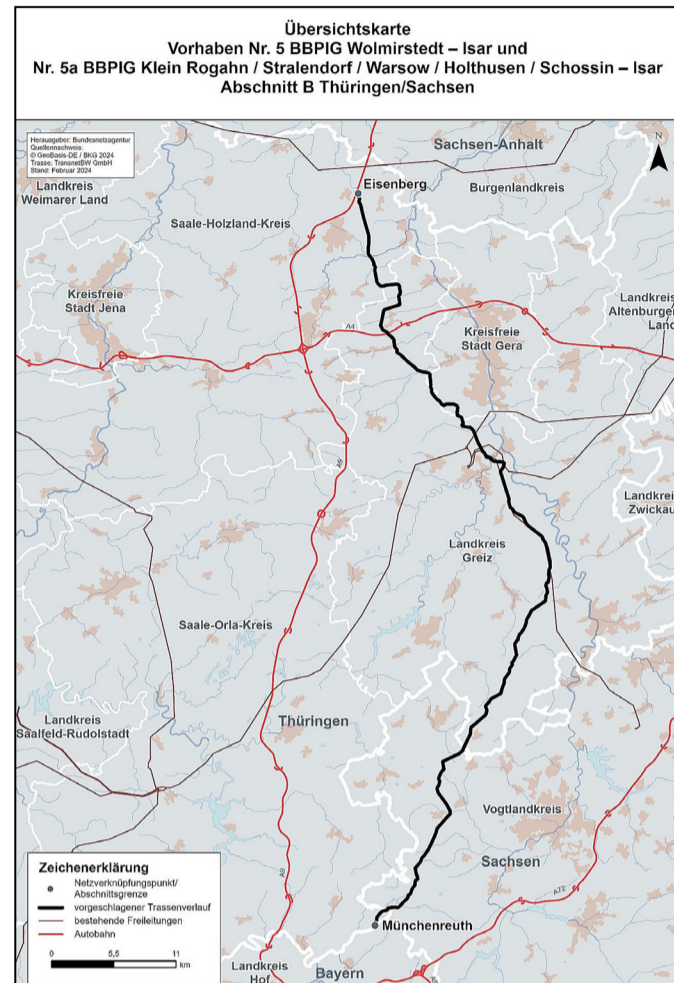 Übersichtskarte
Vorhaben Nr. 5 BBPlG Wolmirstedt – Isar und
Nr. 5a BBPlG Klein Rogahn / Stralendorf / Warsow / Holthusen / Schossin – Isar
Abschnitt B Thüringen/Sachsen
Herausgeber: Bundesnetzagentur
Quellennachweis:
© GeoBasis-DE / BKG 2024
Trasse: TransnetBW GmbH
Stand: Februar 2024
N
Sachsen-Anhalt
Landkreis
Weimarer Land
Eisenberg
Burgenlandkreis
Saale-Holzland-Kreis
Kreisfreie
Stadt Jena
Landkreis
Altenburger
Land
A4
Kreisfreie
Stadt Gera
A9
Landkreis
Zwickau
Landkreis
Greiz
Saale-Orla-Kreis
Landkreis
Saalfeld-Rudolstadt
Thüringen
Vogtlandkreis
Sachsen
A9
A72
Münchenreuth
Landkreis
Hof
Bayern
Zeichenerklärung
Netzverknüpfungspunkt/
Abschnittsgrenze
vorgeschlagener Trassenverlauf
bestehende Freileitungen
Autobahn
0 5,5 11
km